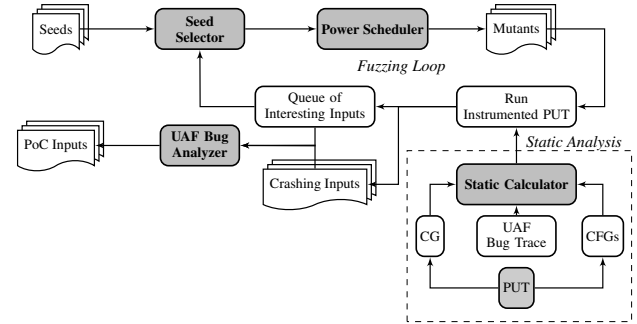 Seeds
Seed
Selector
Power Scheduler
Mutants
Fuzzing Loop
Queue of
Interesting Inputs
Run
Instrumented PUT
PoC Inputs
UAF Bug
Analyzer
Crashing Inputs
Static Analysis
Static Calculator
CG
UAF
Bug Trace
CFGs
PUT